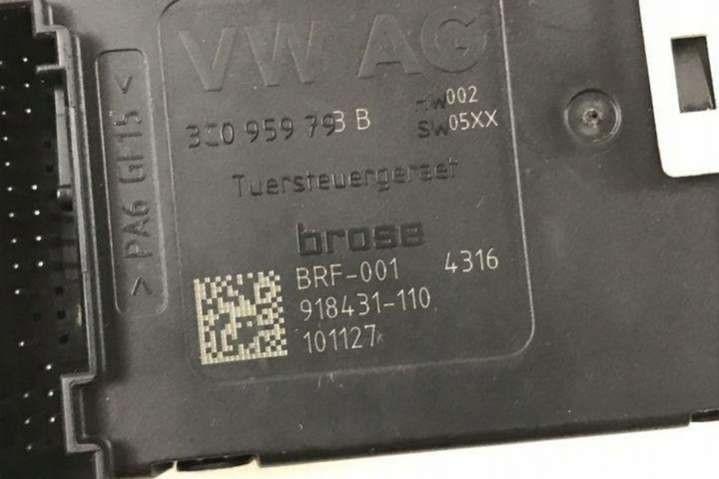 VW AG
3C0 959 793 B
HW002
SW05XX
Tuersteuergeraet
brose
BRF-001 4316
918431-110
101127
> PA6 GF15 <